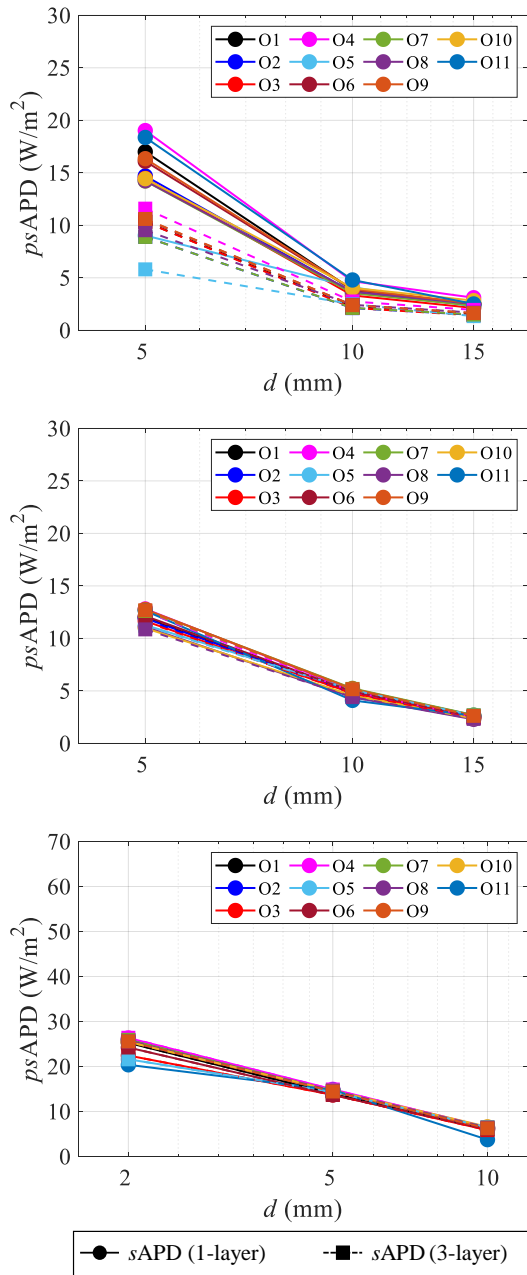 30
25
20
15
10
5
0
psAPD (W/m²)
O1 O4 O7 O10
O2 O5 O8 O11
O3 O6 O9
5 10 15
d (mm)
30
25
20
15
10
5
0
psAPD (W/m²)
O1 O4 O7 O10
O2 O5 O8 O11
O3 O6 O9
5 10 15
d (mm)
70
60
50
40
30
20
10
0
psAPD (W/m²)
O1 O4 O7 O10
O2 O5 O8 O11
O3 O6 O9
2 5 10
d (mm)
sAPD (1-layer) sAPD (3-layer)